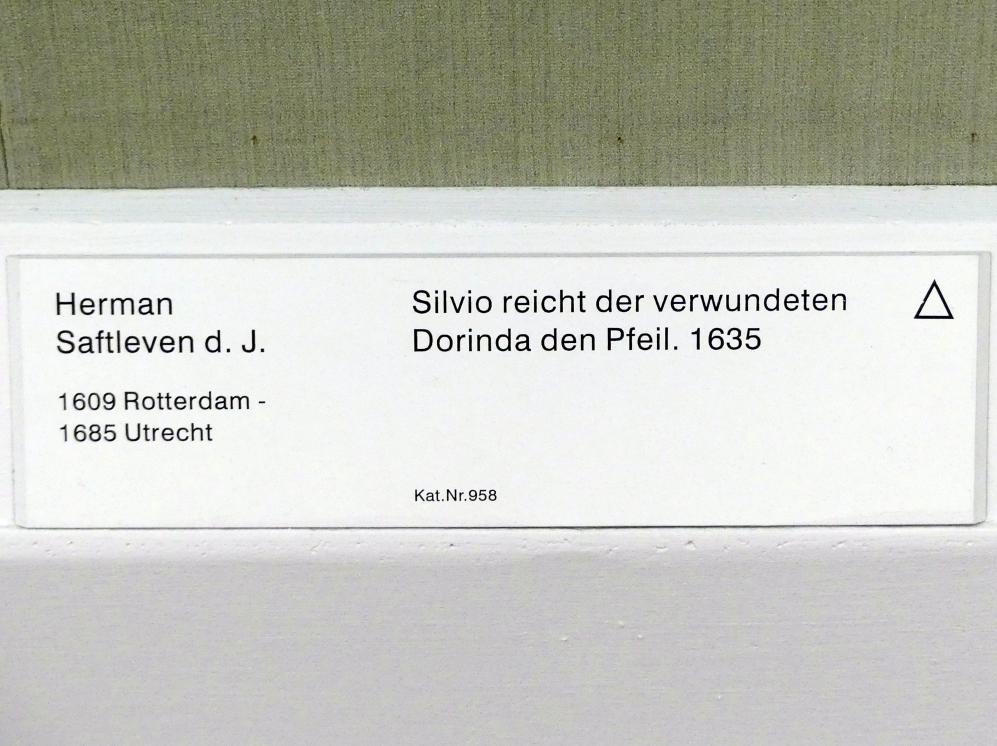 Herman
Saftleven d. J.
1609 Rotterdam -
1685 Utrecht
Silvio reicht der verwundeten
Dorinda den Pfeil. 1635
Kat.Nr.958